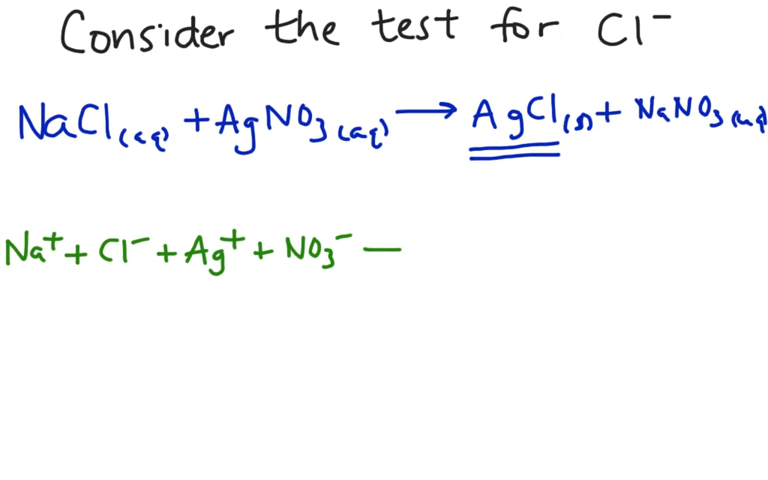 Consider the test for Cl⁻
NaCl(aq) + AgNO₃(aq) → AgCl(s) + NaNO₃(aq)
Na⁺ + Cl⁻ + Ag⁺ + NO₃⁻ —